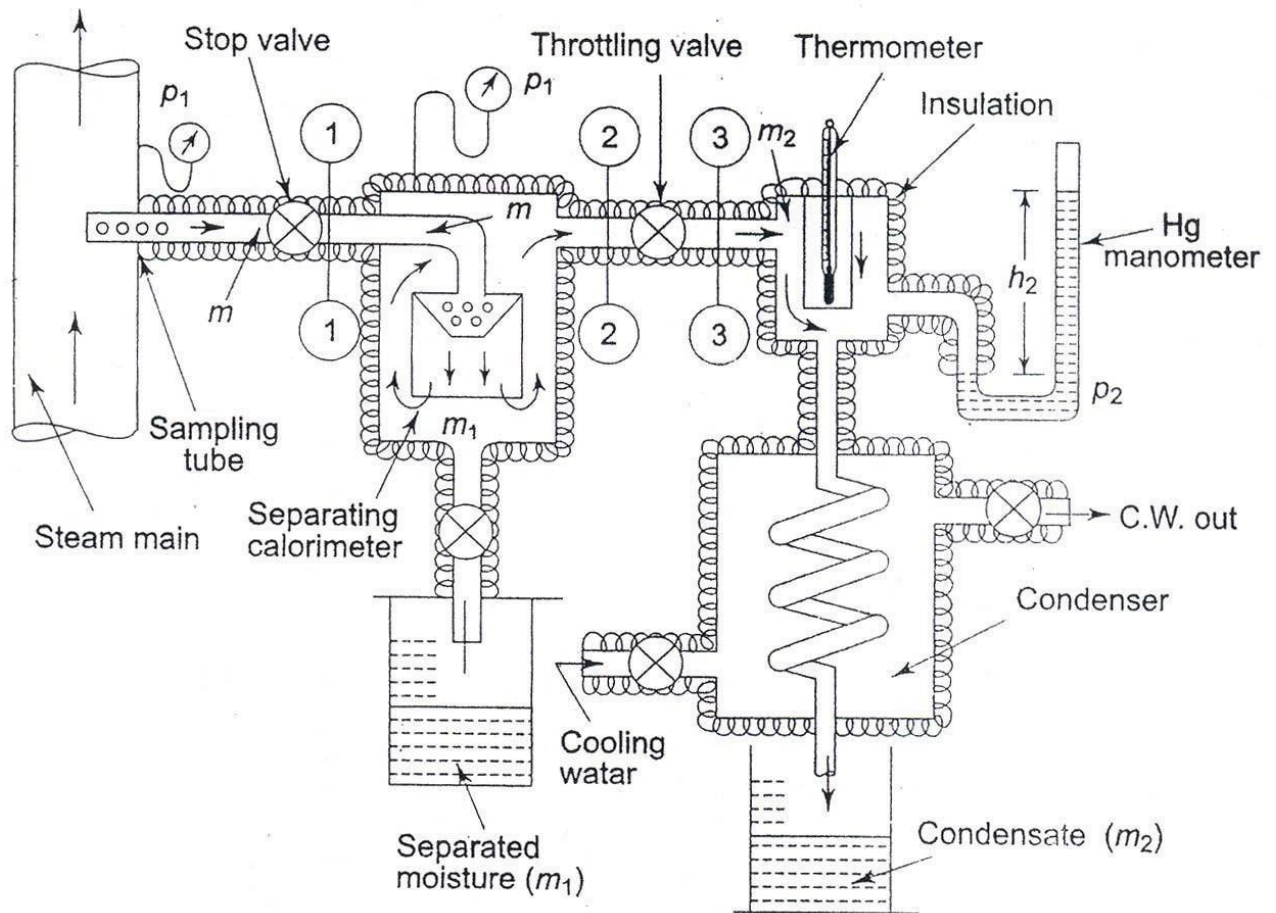 Stop valve
Throttling valve
Thermometer
p1
p1
Insulation
1
2
3
m2
m
Hg
manometer
h2
m
1
2
3
p2
Sampling
tube
m1
Steam main
Separating
calorimeter
C.W. out
Condenser
Cooling
watar
Separated
moisture (m1)
Condensate (m2)